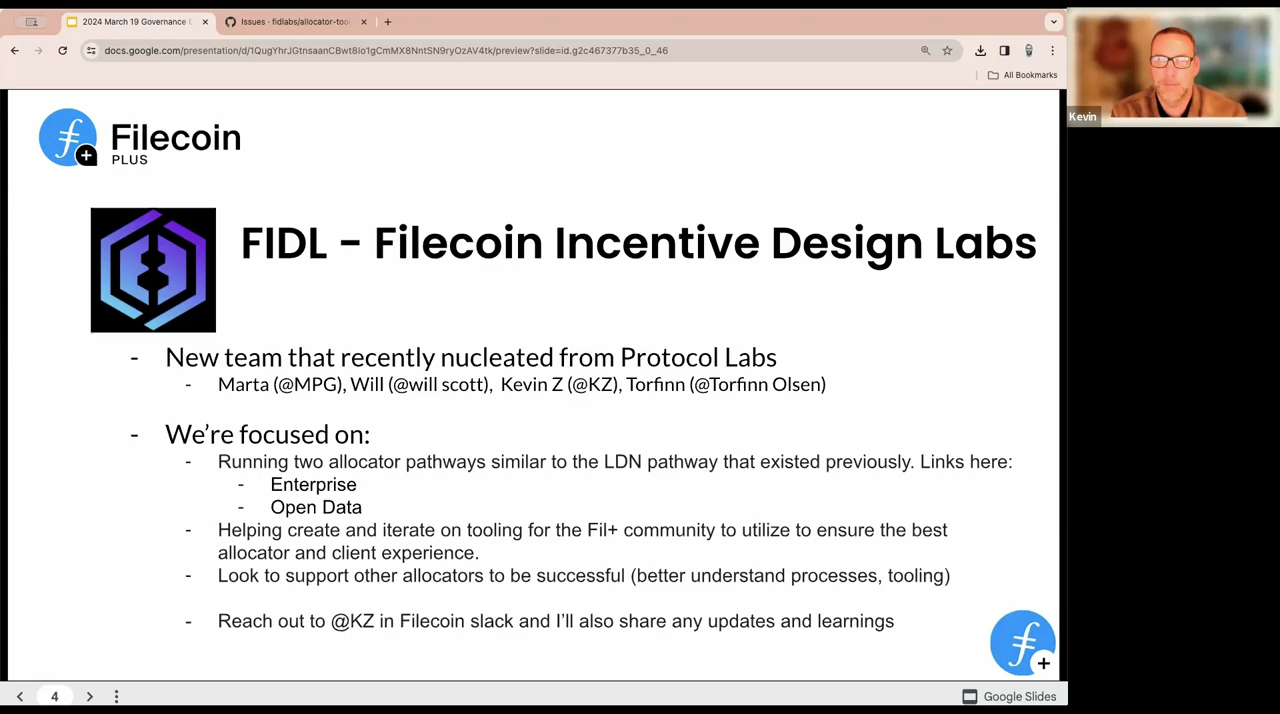 2024 March 19 Governance
Issues · fidlabs/allocator-too
docs.google.com/presentation/d/1QugYhrJGtnsaanCBwt8Io1gCmMX8NntSN9ryOzAV4tk/preview?slide=id.g2c467377b35_0_46
All Bookmarks
Kevin
Filecoin
PLUS
FIDL - Filecoin Incentive Design Labs
- New team that recently nucleated from Protocol Labs
- Marta (@MPG), Will (@will scott), Kevin Z (@KZ), Torfinn (@Torfinn Olsen)
- We're focused on:
- Running two allocator pathways similar to the LDN pathway that existed previously. Links here:
- Enterprise
- Open Data
- Helping create and iterate on tooling for the Fil+ community to utilize to ensure the best
allocator and client experience.
- Look to support other allocators to be successful (better understand processes, tooling)
- Reach out to @KZ in Filecoin slack and I'll also share any updates and learnings
4
Google Slides